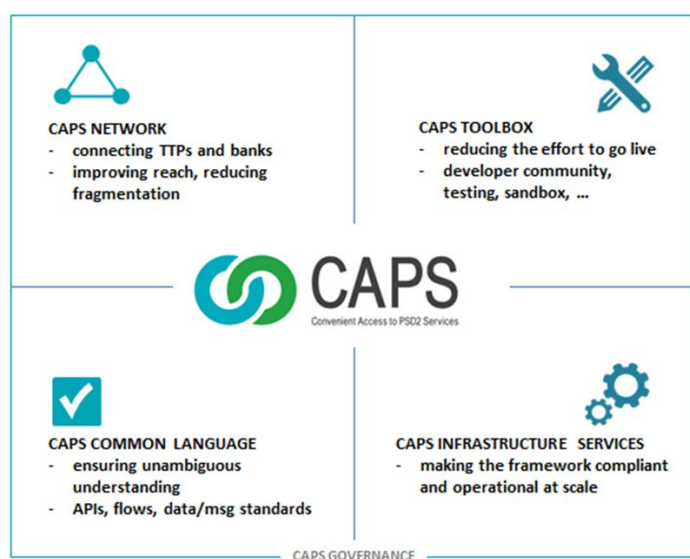 CAPS NETWORK
- connecting TTPs and banks
- improving reach, reducing
fragmentation
CAPS TOOLBOX
- reducing the effort to go live
- developer community,
testing, sandbox, ...
CAPS
Convenient Access to PSD2 Services
CAPS COMMON LANGUAGE
- ensuring unambiguous
understanding
- APIs, flows, data/msg standards
CAPS INFRASTRUCTURE SERVICES
- making the framework compliant
and operational at scale
CAPS GOVERNANCE